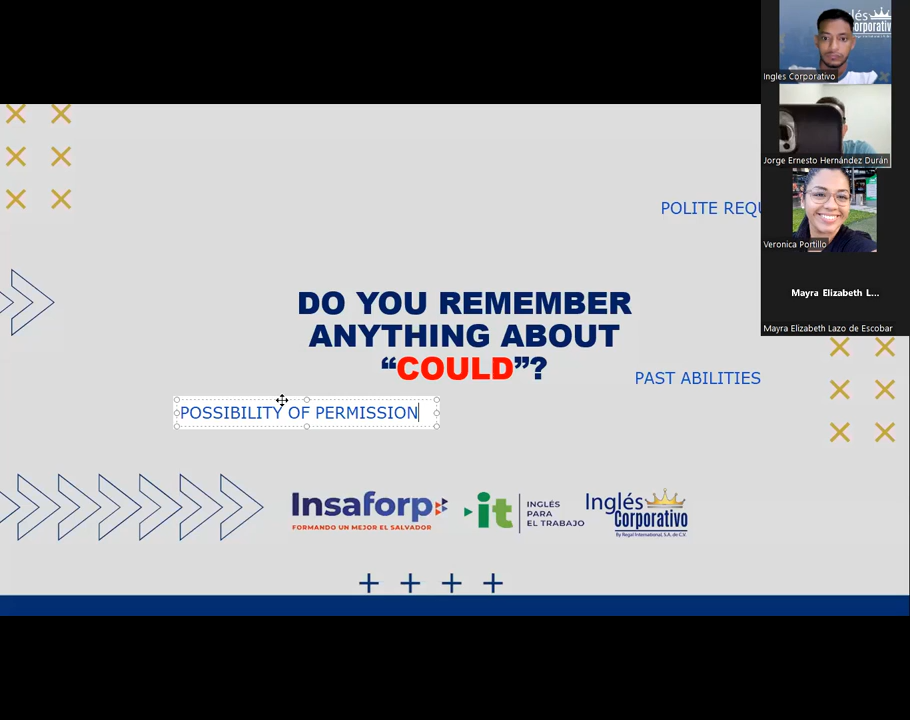 Inglés
Corporativo
Ingles Corporativo
Jorge Ernesto Hernández Durán
POLITE REQU
Veronica Portillo
Mayra Elizabeth L...
Mayra Elizabeth Lazo de Escobar
DO YOU REMEMBER
ANYTHING ABOUT
“COULD”?
PAST ABILITIES
POSSIBILITY OF PERMISSION
Insaforp
FORMANDO UN MEJOR EL SALVADOR
it
INGLÉS
PARA
EL TRABAJO
Inglés
Corporativo
By Regal International, S.A. de C.V.